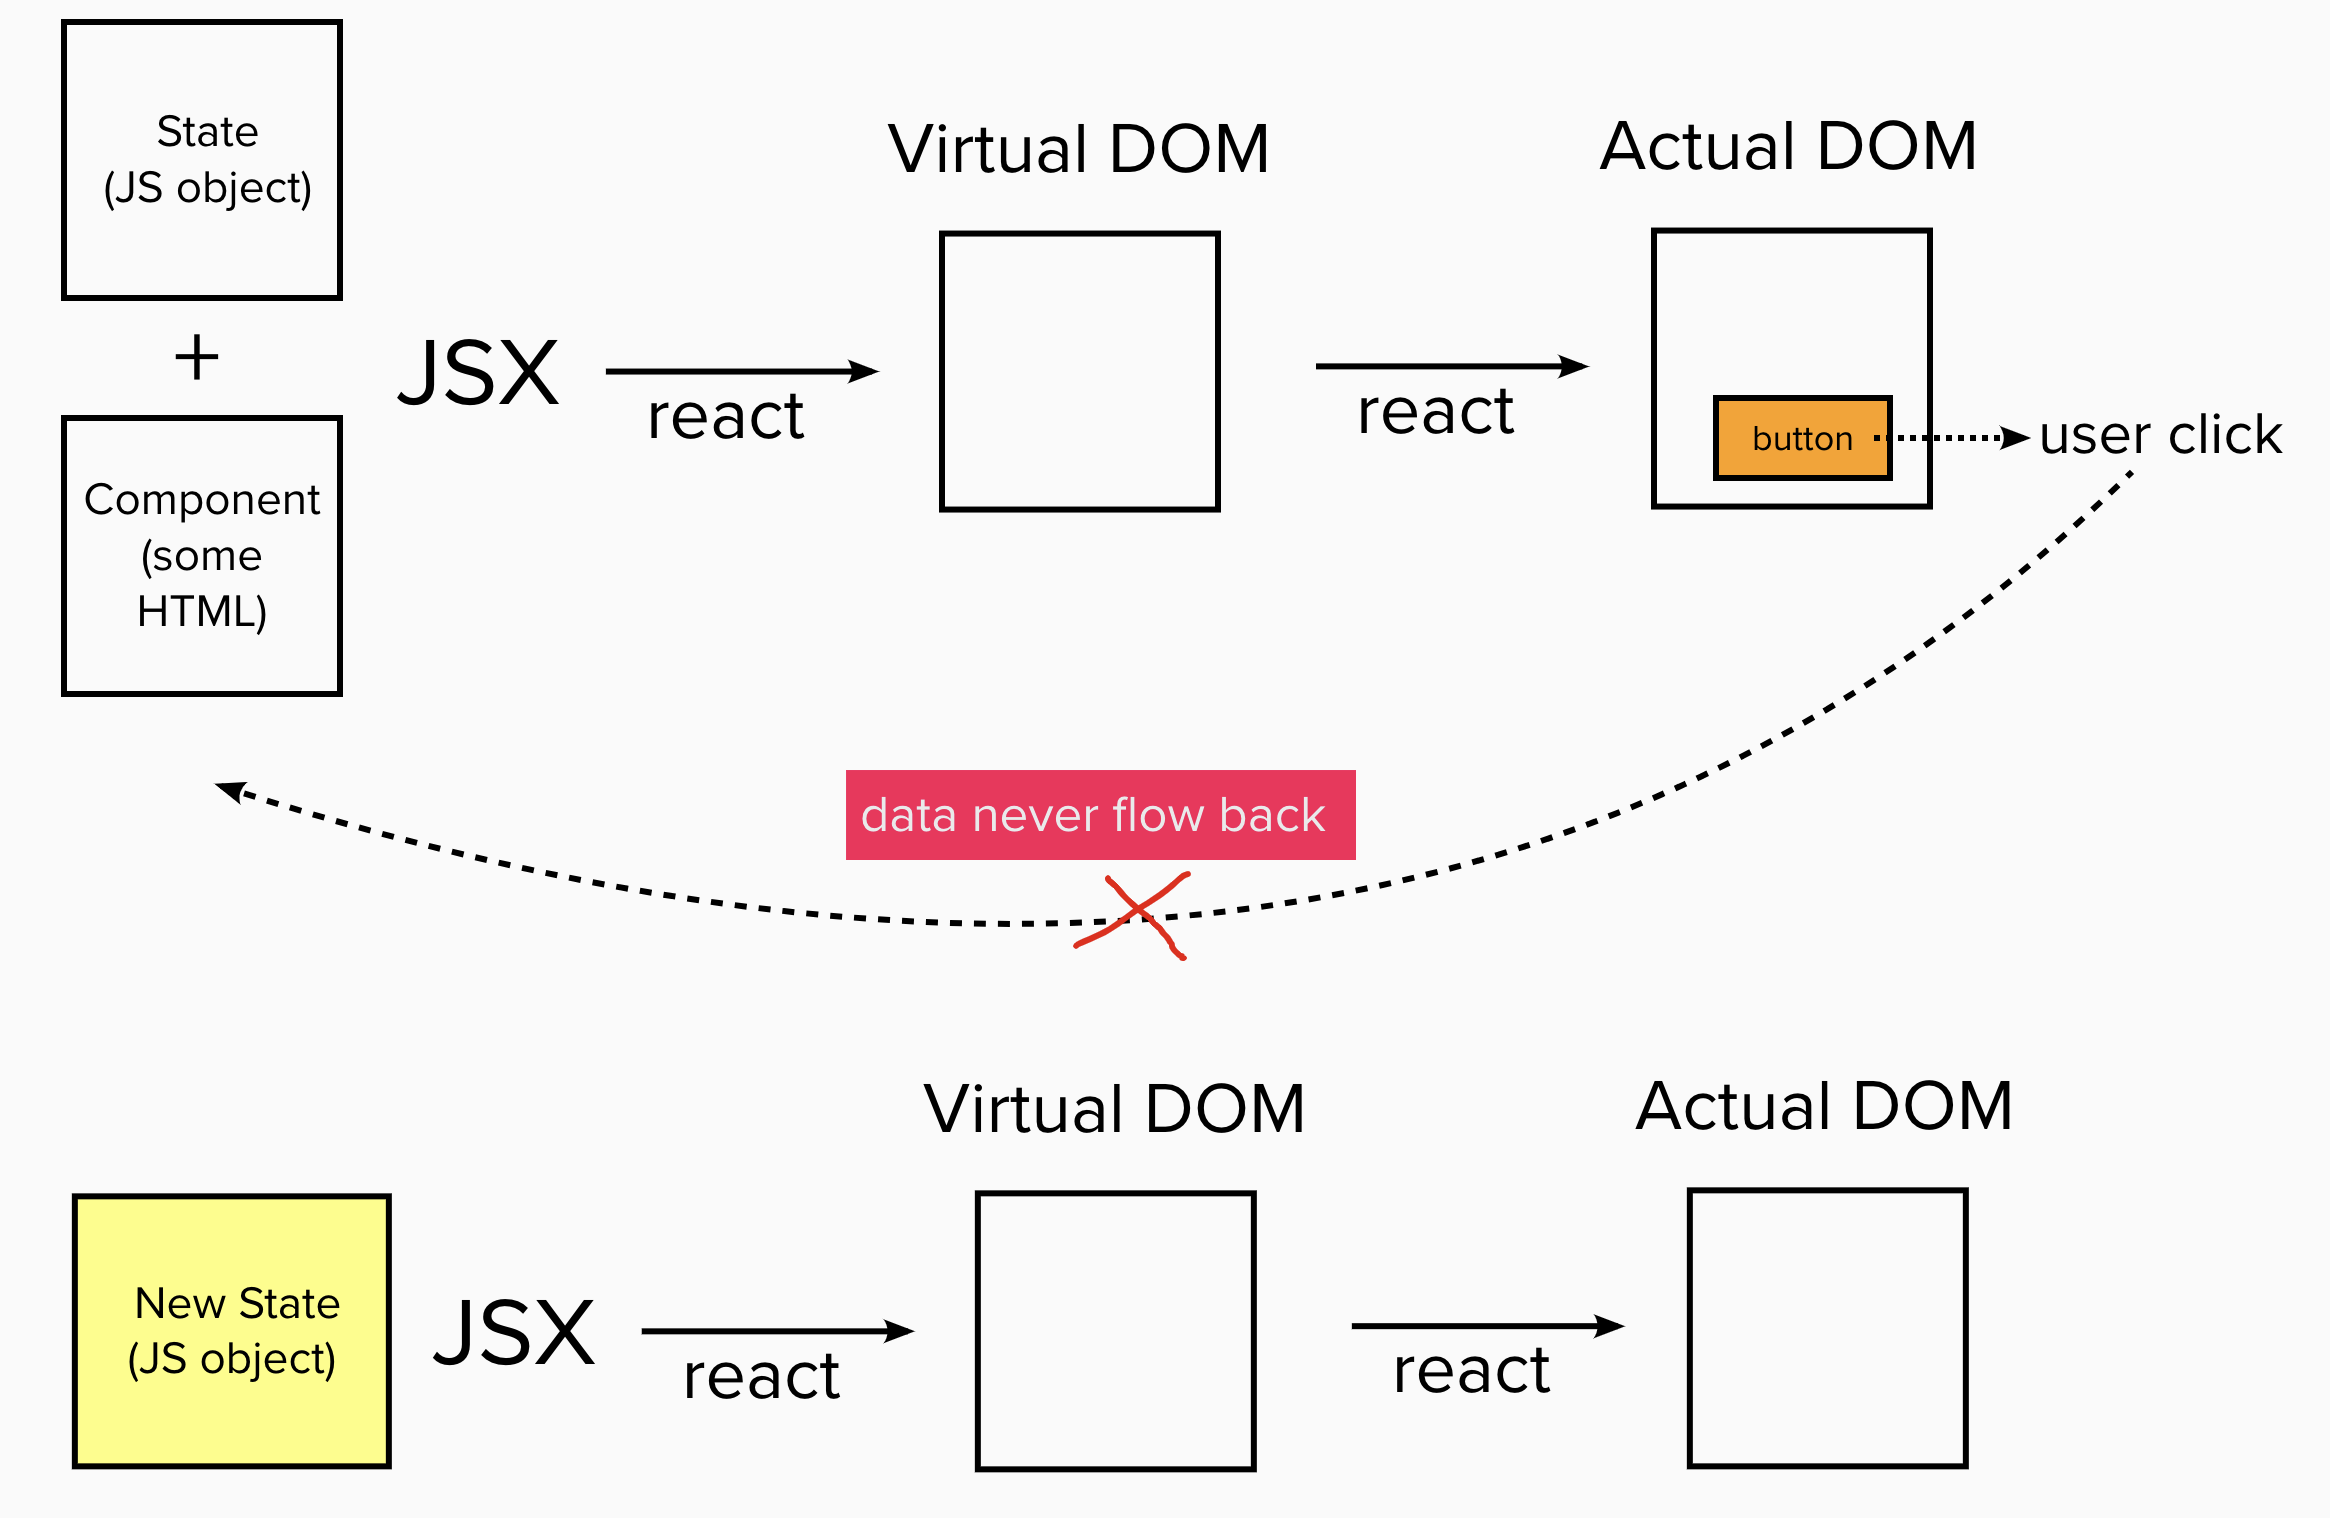 State
(JS object)
+
Component
(some
HTML)
JSX
react
Virtual DOM
react
Actual DOM
button
user click
data never flow back
New State
(JS object)
JSX
react
Virtual DOM
react
Actual DOM